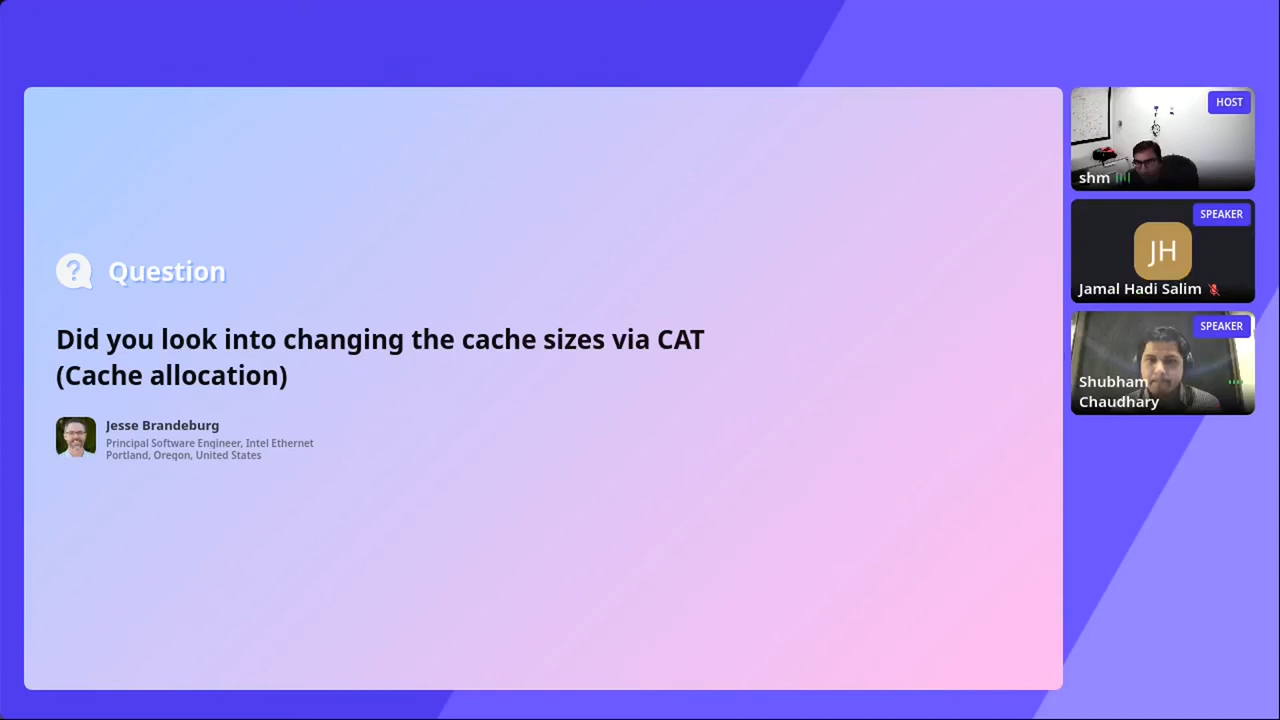 Question
Did you look into changing the cache sizes via CAT
(Cache allocation)
Jesse Brandeburg
Principal Software Engineer, Intel Ethernet
Portland, Oregon, United States
HOST
shm
SPEAKER
JH
Jamal Hadi Salim
SPEAKER
Shubham
Chaudhary